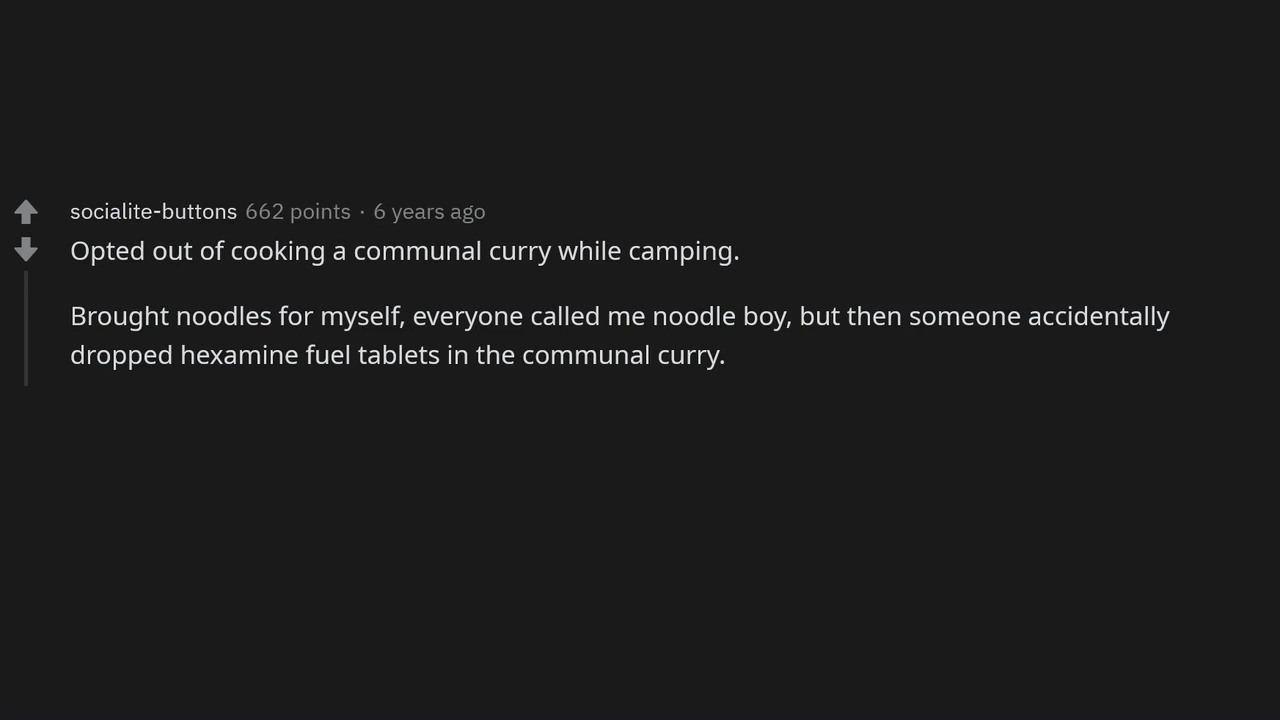 socialite-buttons 662 points · 6 years ago
Opted out of cooking a communal curry while camping.
Brought noodles for myself, everyone called me noodle boy, but then someone accidentally
dropped hexamine fuel tablets in the communal curry.